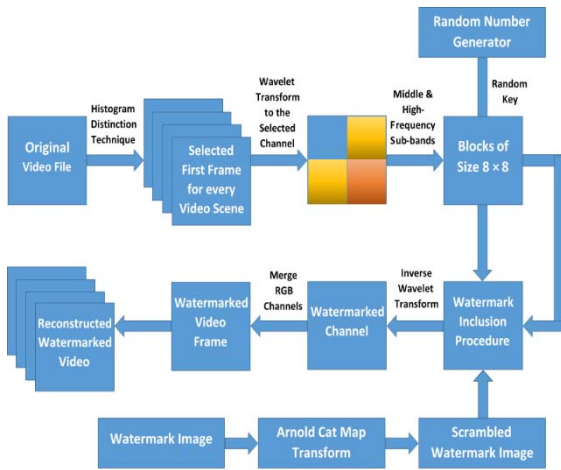 Random Number
Generator
Random
Key
Histogram
Distinction
Technique
Wavelet
Transform
to the
Selected
Channel
Middle &
High-
Frequency
Sub-bands
Original
Video File
Selected
First Frame
for every
Video Scene
Blocks of
Size 8 × 8
Reconstructed
Watermarked
Video
Watermarked
Video
Frame
Merge
RGB
Channels
Watermarked
Channel
Inverse
Wavelet
Transform
Watermark
Inclusion
Procedure
Watermark Image
Arnold Cat Map
Transform
Scrambled
Watermark Image